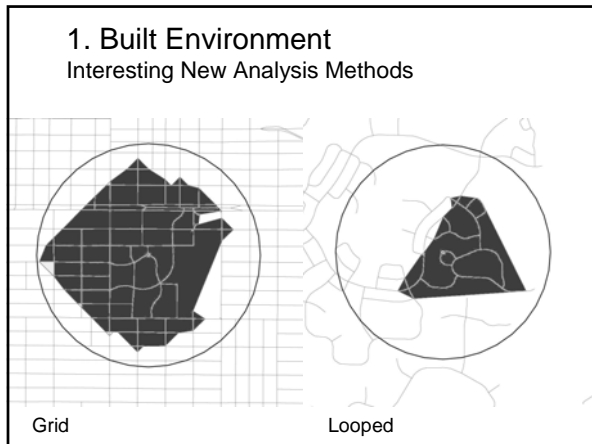 1. Built Environment
Interesting New Analysis Methods
Grid
Looped